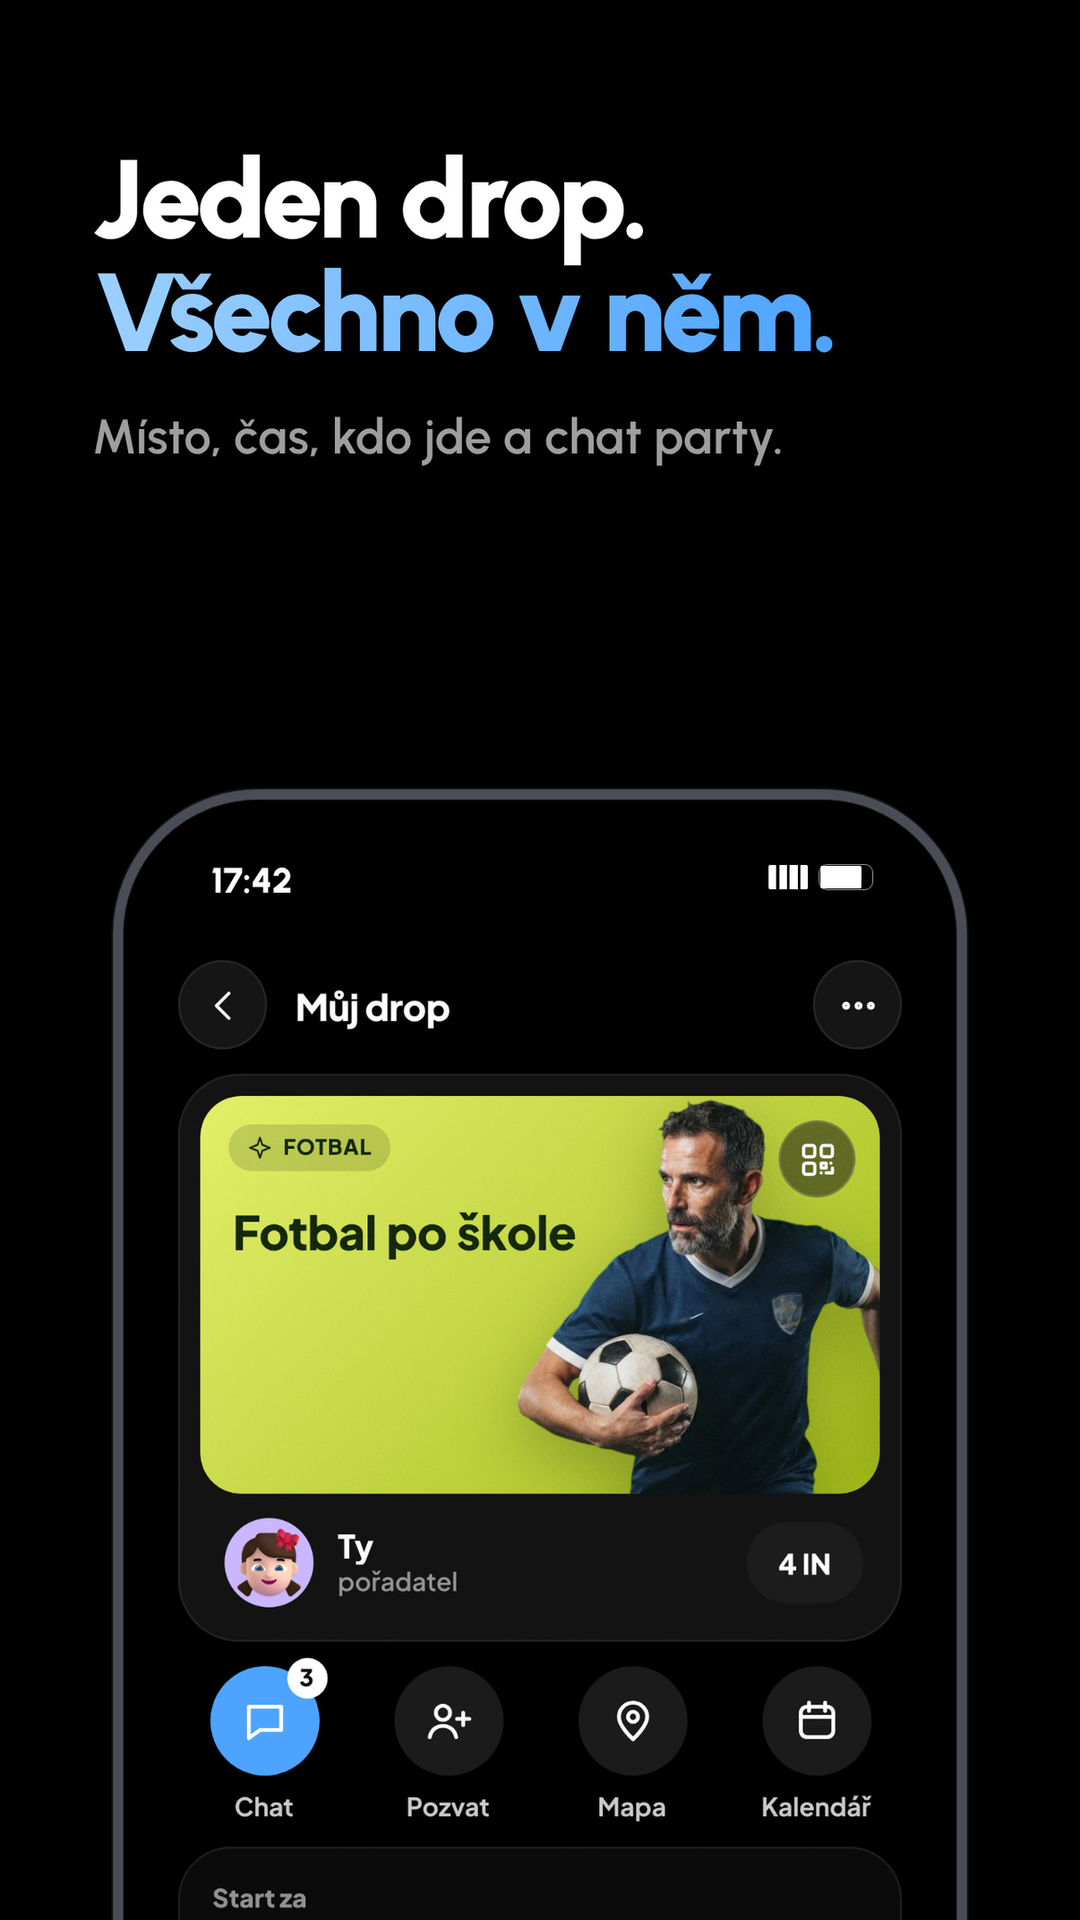 Jeden drop.
Všechno v něm.
Místo, čas, kdo jde a chat party.
17:42
Můj drop
FOTBAL
Fotbal po škole
Ty
pořadatel
4 IN
3
Chat
Pozvat
Mapa
Kalendář
Start za